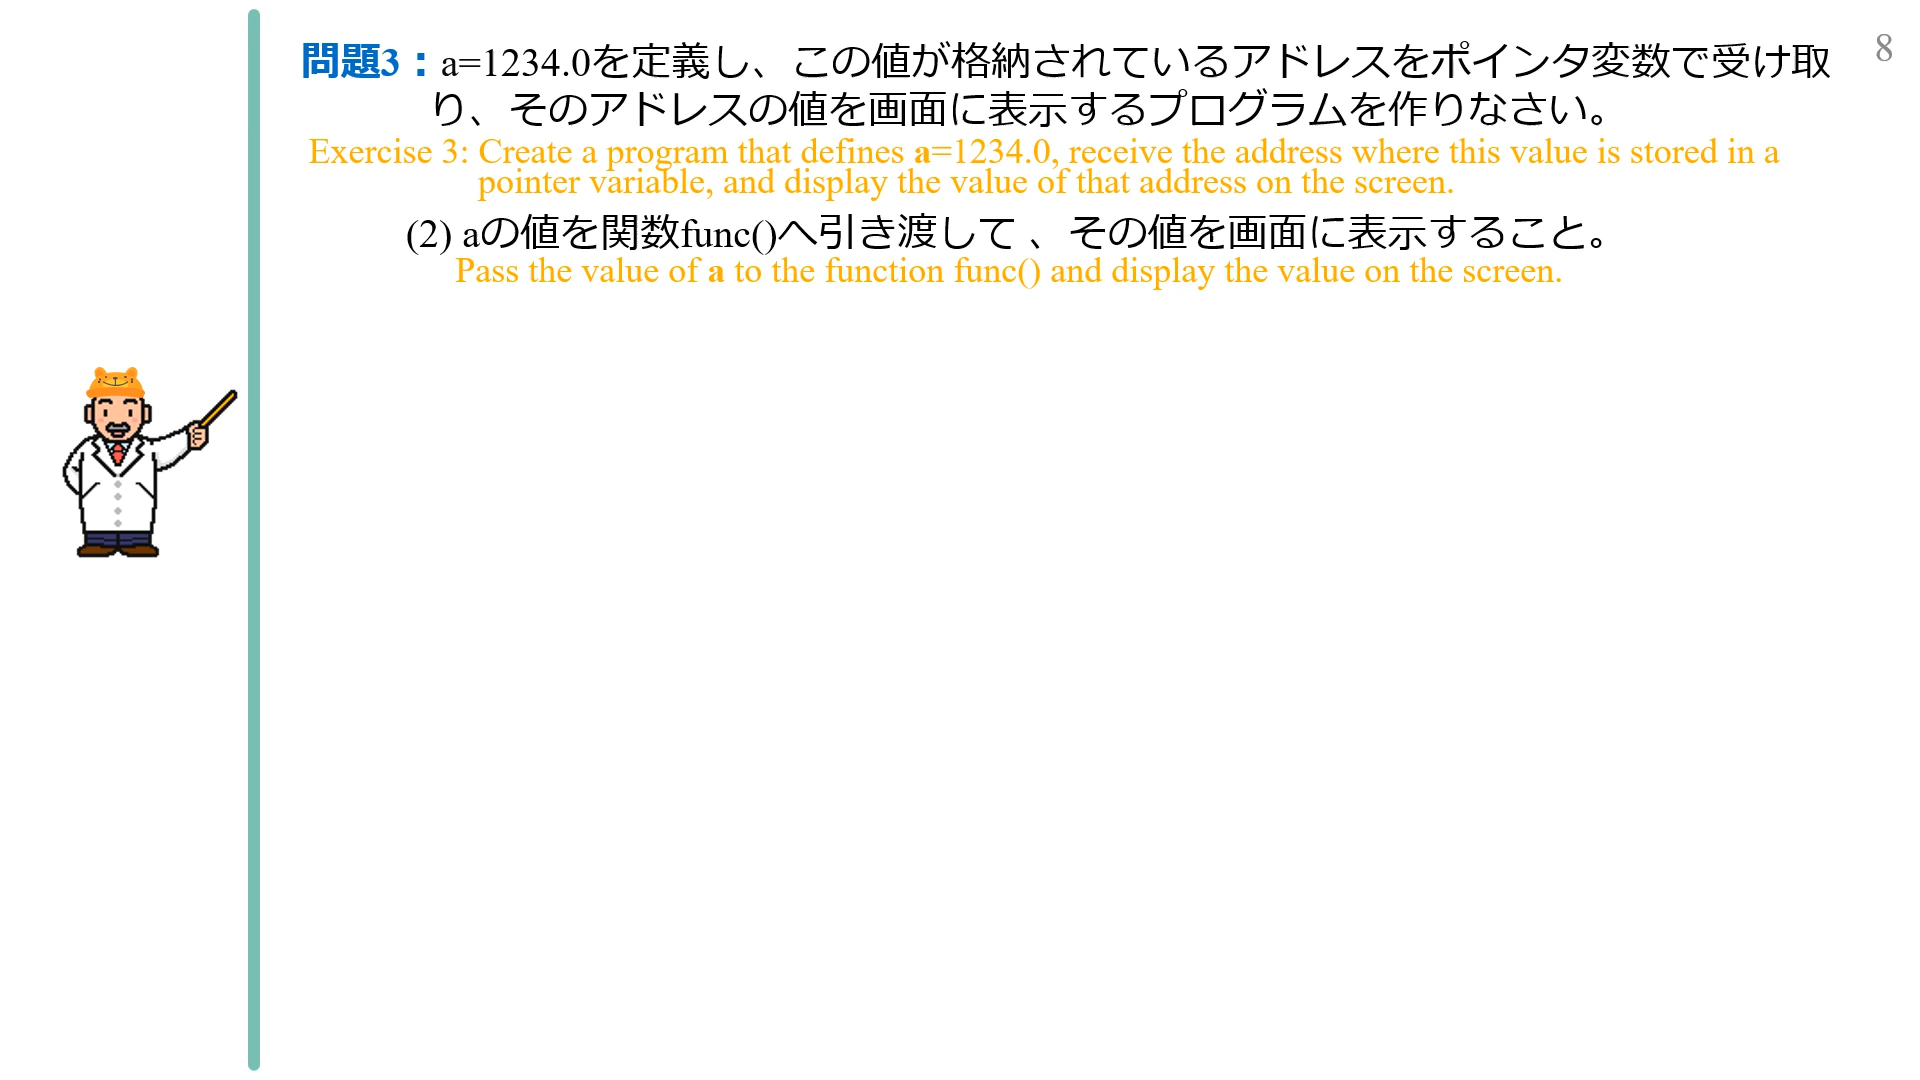 問題3：a=1234.0を定義し、この値が格納されているアドレスをポインタ変数で受け取
り、そのアドレスの値を画面に表示するプログラムを作りなさい。
Exercise 3: Create a program that defines a=1234.0, receive the address where this value is stored in a
pointer variable, and display the value of that address on the screen.
(2) aの値を関数func()へ引き渡して 、その値を画面に表示すること。
Pass the value of a to the function func() and display the value on the screen.
8